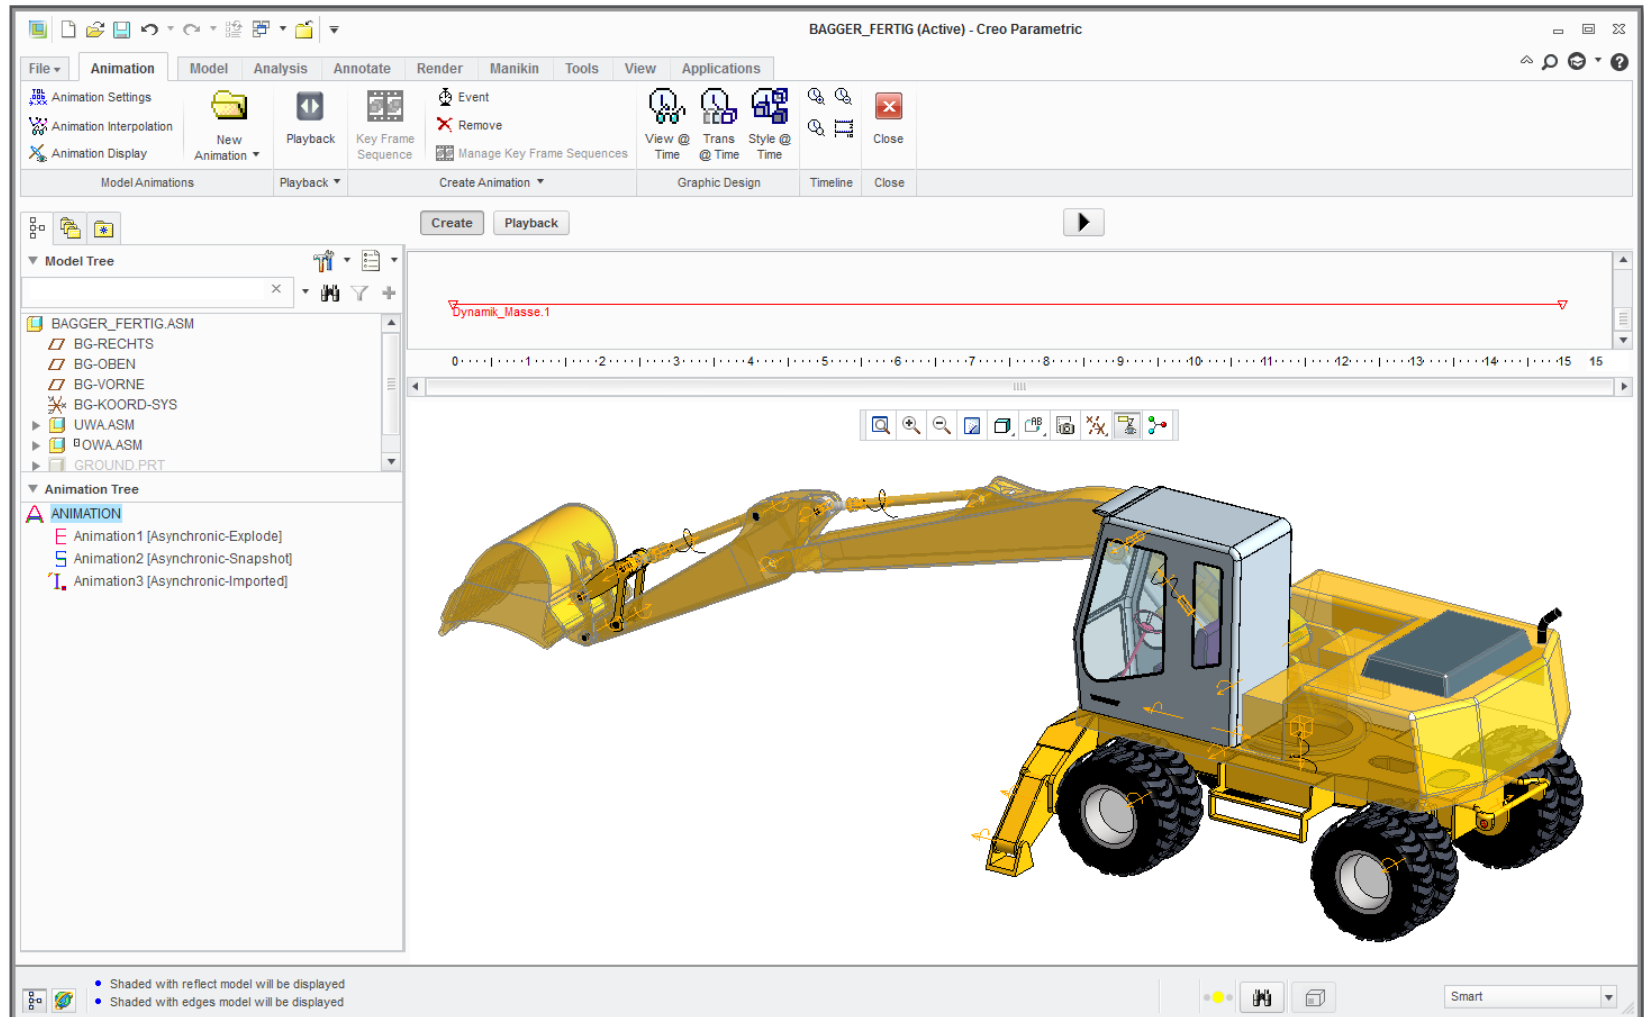 BAGGER_FERTIG (Active) - Creo Parametric
File Animation Model Analysis Annotate Render Manikin Tools View Applications
Animation Settings
Animation Interpolation
Animation Display
New
Animation
Playback
Key Frame
Sequence
Event
Remove
Manage Key Frame Sequences
View @
Time
Trans
@ Time
Style @
Time
Close
Model Animations Playback Create Animation Graphic Design Timeline Close
Create Playback
Model Tree
Dynamik_Masse.1
0 1 2 3 4 5 6 7 8 9 10 11 12 13 14 15 15
BAGGER_FERTIG.ASM
BG-RECHTS
BG-OBEN
BG-VORNE
BG-KOORD-SYS
UWA.ASM
OWA.ASM
GROUND.PRT
Animation Tree
ANIMATION
Animation1 [Asynchronic-Explode]
Animation2 [Asynchronic-Snapshot]
Animation3 [Asynchronic-Imported]
Shaded with reflect model will be displayed
Shaded with edges model will be displayed
Smart